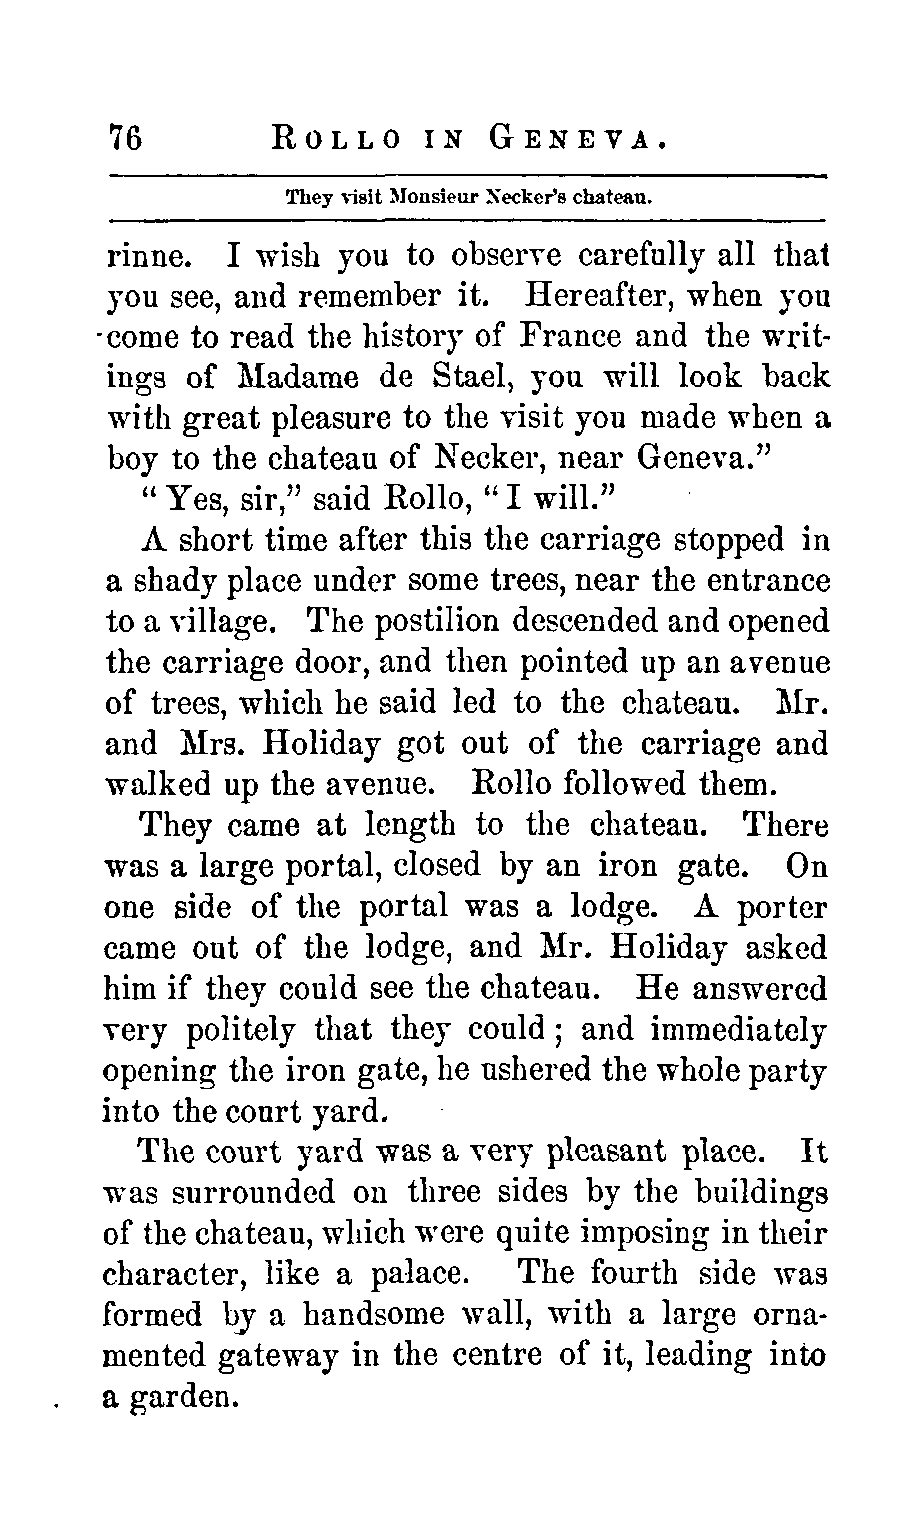 76 ROLLO IN GENEVA.
They visit Monsieur Necker's chateau.
rinne. I wish you to observe carefully all that
you see, and remember it. Hereafter, when you
come to read the history of France and the writ-
ings of Madame de Stael, you will look back
with great pleasure to the visit you made when a
boy to the chateau of Necker, near Geneva."
"Yes, sir," said Rollo, "I will."
A short time after this the carriage stopped in
a shady place under some trees, near the entrance
to a village. The postilion descended and opened
the carriage door, and then pointed up an avenue
of trees, which he said led to the chateau. Mr.
and Mrs. Holiday got out of the carriage and
walked up the avenue. Rollo followed them.
They came at length to the chateau. There
was a large portal, closed by an iron gate. On
one side of the portal was a lodge. A porter
came out of the lodge, and Mr. Holiday asked
him if they could see the chateau. He answered
very politely that they could; and immediately
opening the iron gate, he ushered the whole party
into the court yard.
The court yard was a very pleasant place. It
was surrounded on three sides by the buildings
of the chateau, which were quite imposing in their
character, like a palace. The fourth side was
formed by a handsome wall, with a large orna-
mented gateway in the centre of it, leading into
a garden.